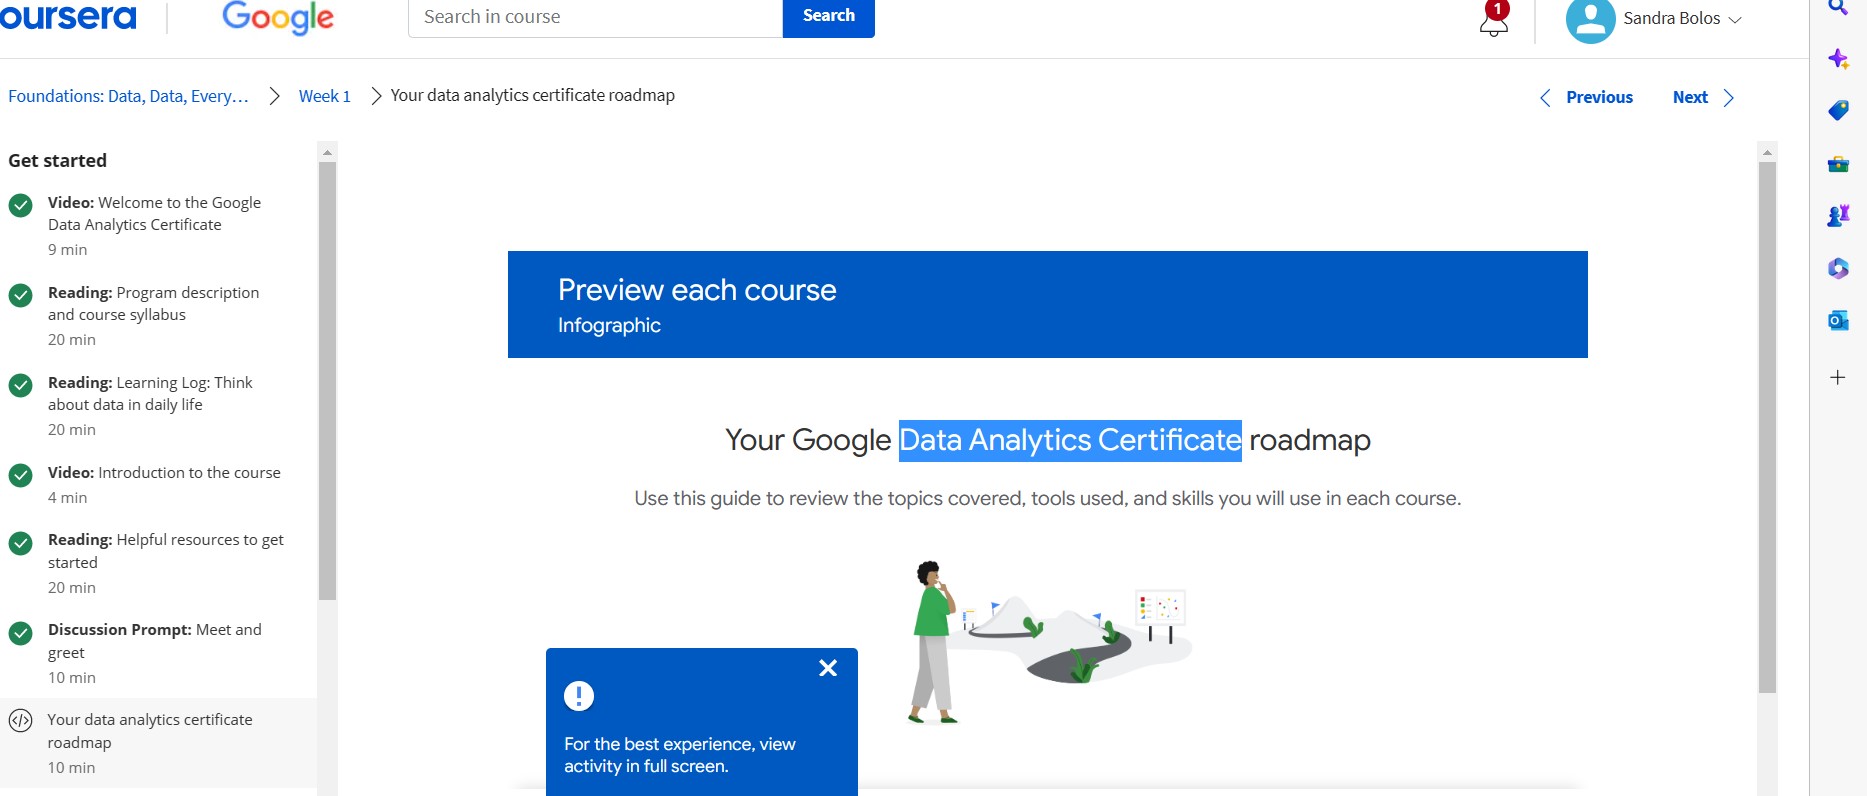 oursera
Google
Search in course
Search
1
Sandra Bolos
Foundations: Data, Data, Every…
Week 1
Your data analytics certificate roadmap
Previous
Next
Get started
Video: Welcome to the Google
Data Analytics Certificate
9 min
Reading: Program description
and course syllabus
20 min
Reading: Learning Log: Think
about data in daily life
20 min
Video: Introduction to the course
4 min
Reading: Helpful resources to get
started
20 min
Discussion Prompt: Meet and
greet
10 min
Your data analytics certificate
roadmap
10 min
Preview each course
Infographic
Your Google Data Analytics Certificate roadmap
Use this guide to review the topics covered, tools used, and skills you will use in each course.
For the best experience, view
activity in full screen.